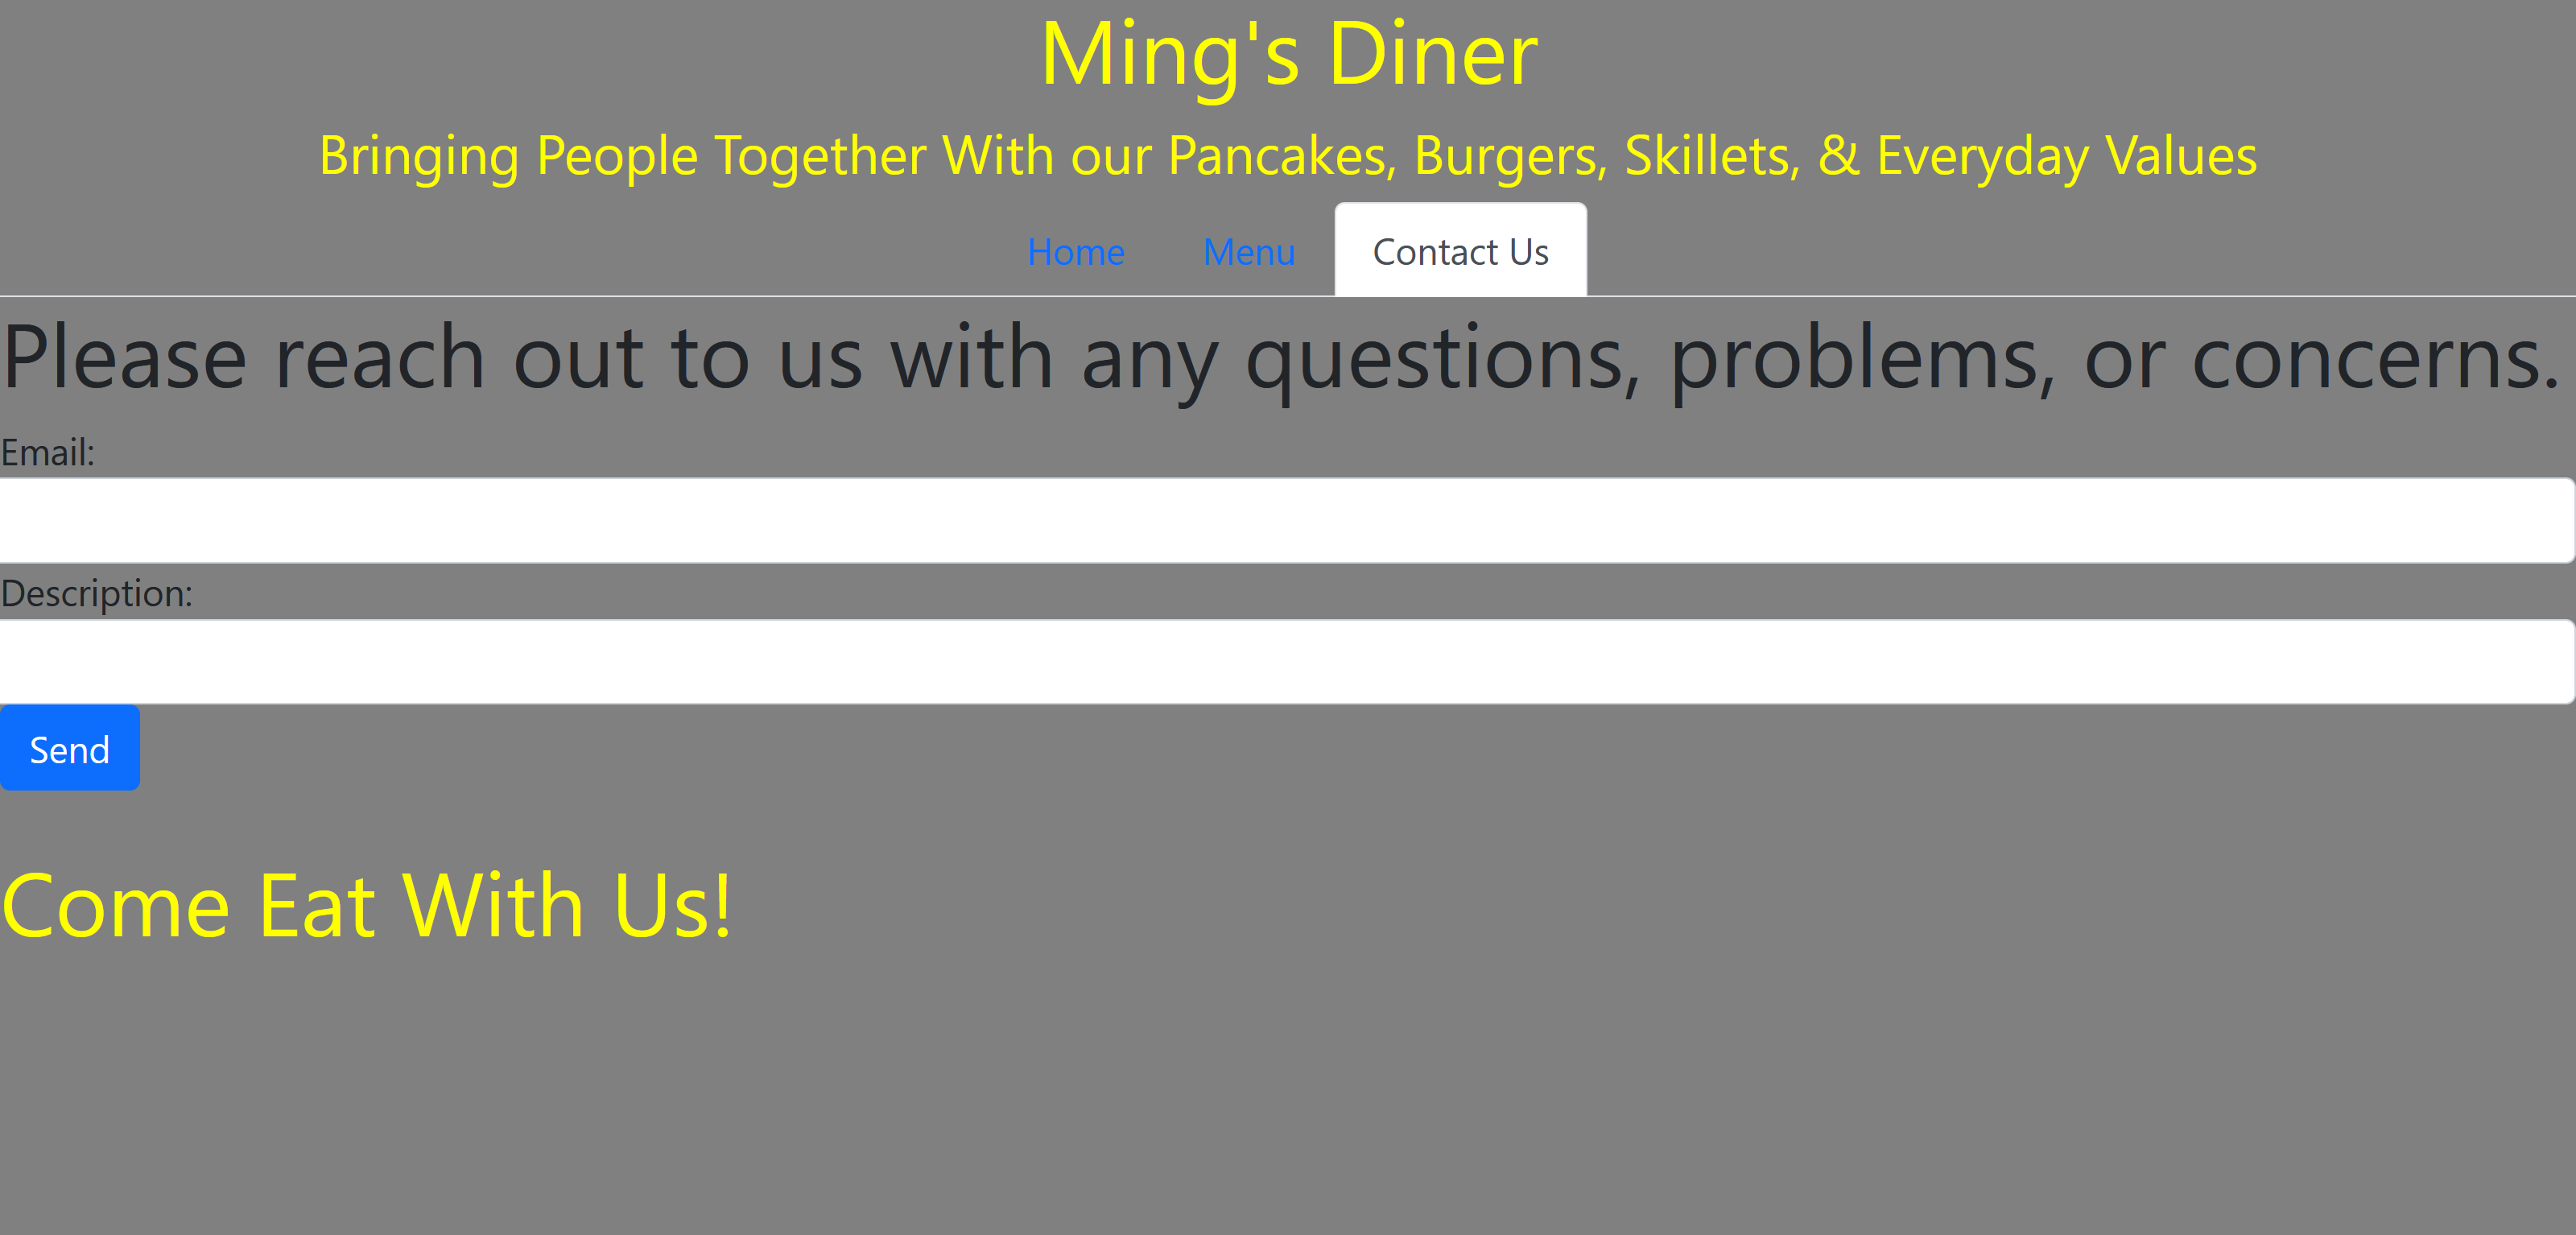 Ming's Diner
Bringing People Together With our Pancakes, Burgers, Skillets, & Everyday Values
Home Menu Contact Us
Please reach out to us with any questions, problems, or concerns.
Email:
Description:
Send
Come Eat With Us!